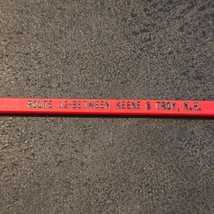 ROUTE 12-BETWEEN KEENE & TROY, N.H.